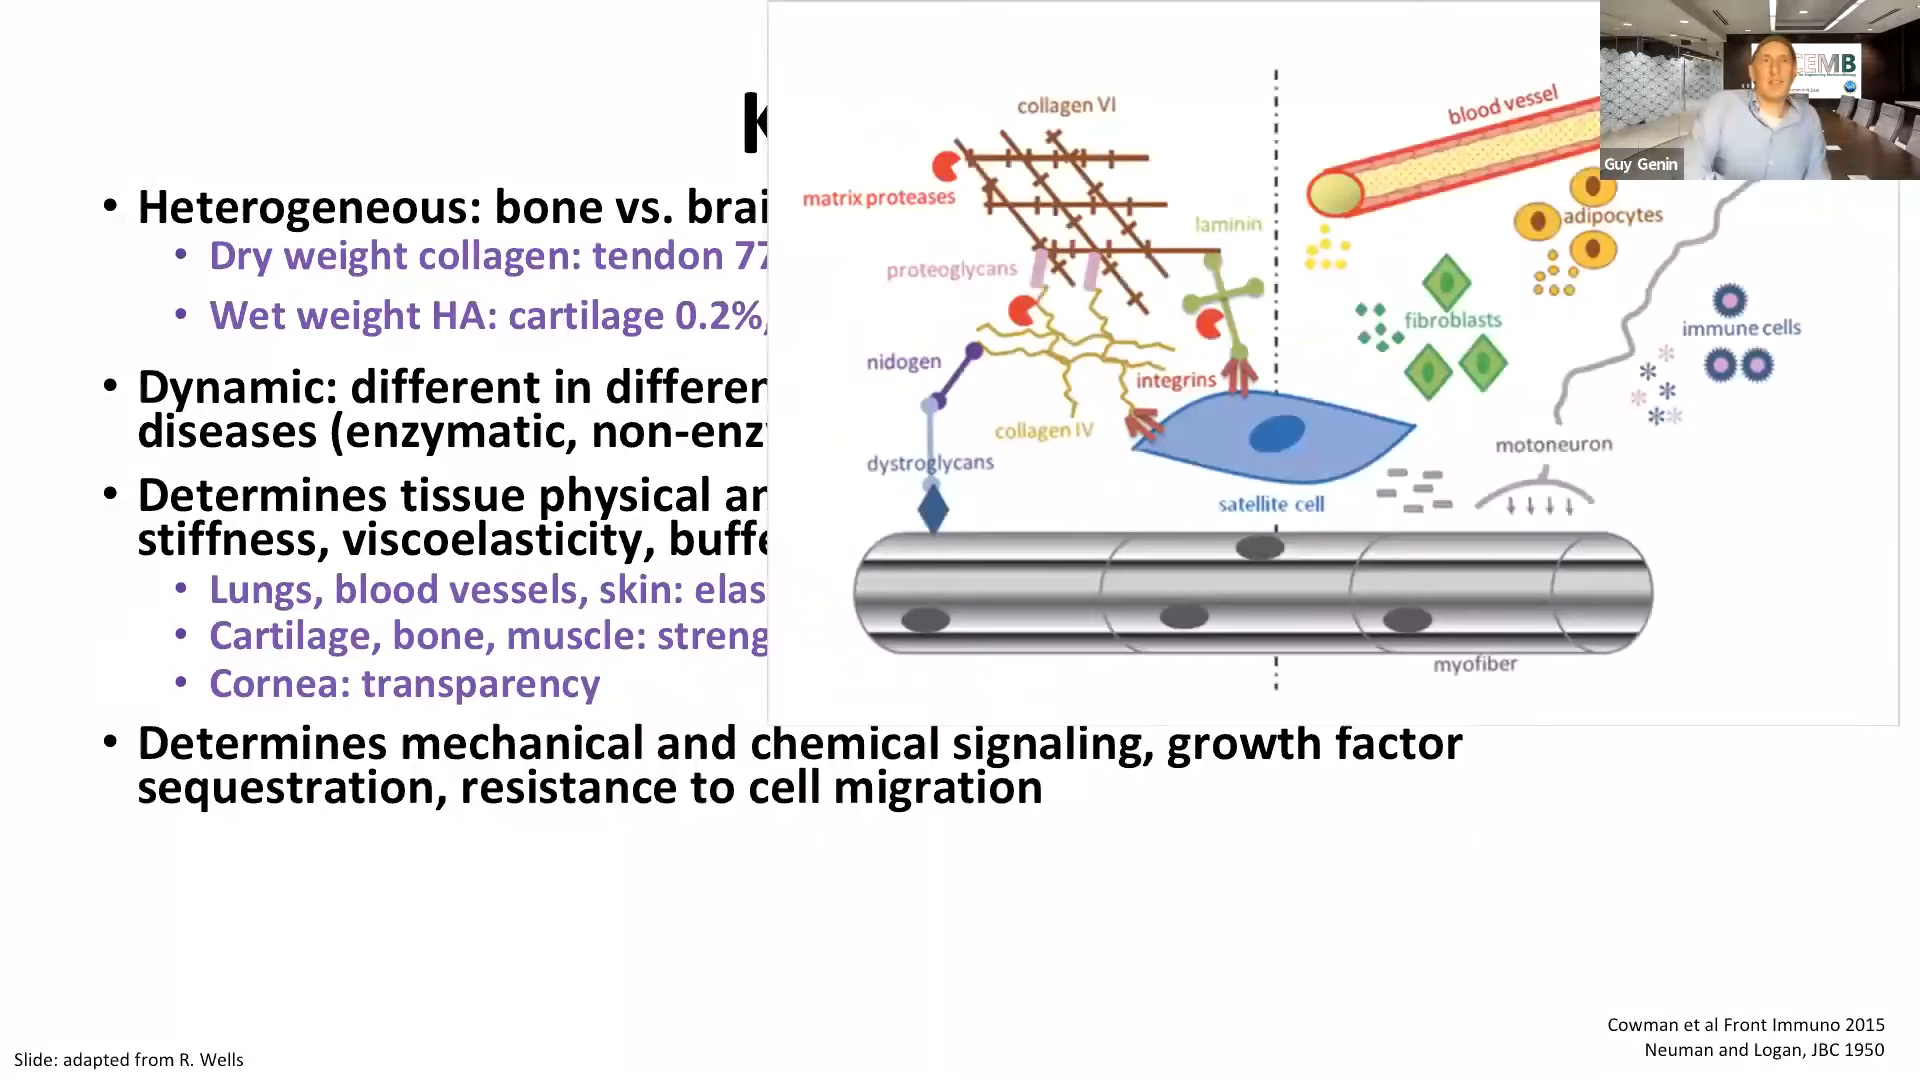 K
• Heterogeneous: bone vs. brai
• Dry weight collagen: tendon 77
• Wet weight HA: cartilage 0.2%,
• Dynamic: different in differen
diseases (enzymatic, non-enzy
• Determines tissue physical an
stiffness, viscoelasticity, buffe
• Lungs, blood vessels, skin: elas
• Cartilage, bone, muscle: streng
• Cornea: transparency
• Determines mechanical and chemical signaling, growth factor
sequestration, resistance to cell migration
collagen VI
matrix proteases
laminin
proteoglycans
nidogen
integrins
collagen IV
dystroglycans
satellite cell
blood vessel
adipocytes
fibroblasts
immune cells
motoneuron
myofiber
CEMB
Guy Genin
Cowman et al Front Immuno 2015
Neuman and Logan, JBC 1950
Slide: adapted from R. Wells